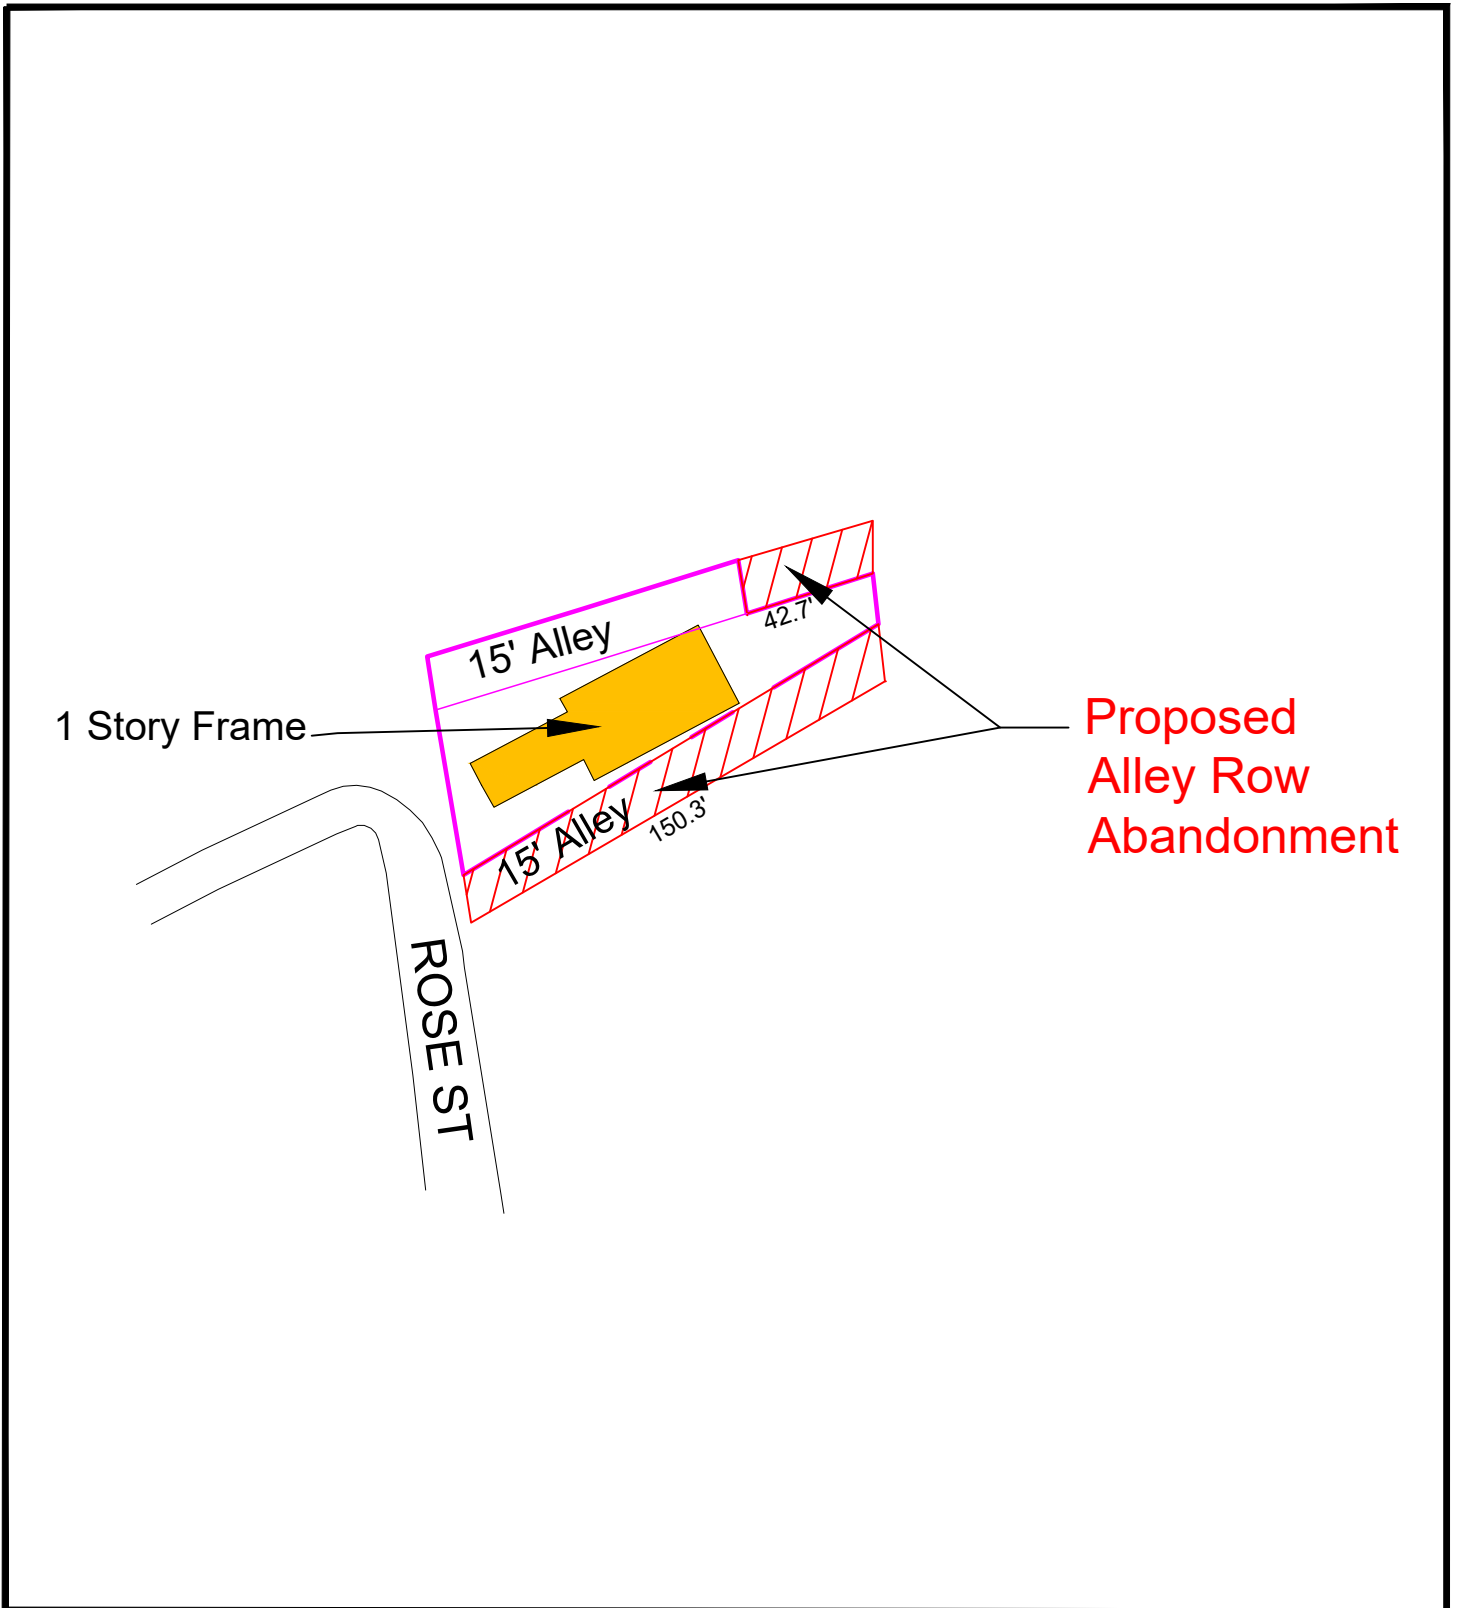 15' Alley
42.7'
1 Story Frame
Proposed
Alley Row
Abandonment
15' Alley
150.3'
ROSE ST